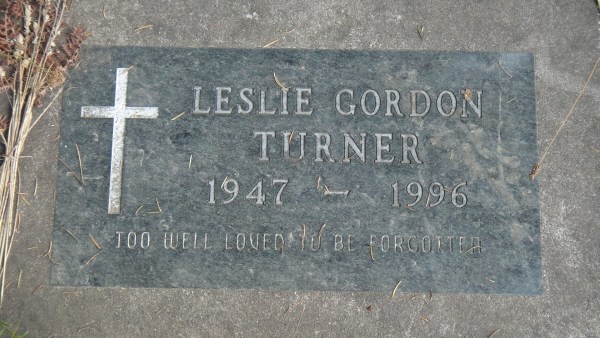 LESLIE GORDON
TURNER
1947 - 1996
TOO WELL LOVED TO BE FORGOTTEN